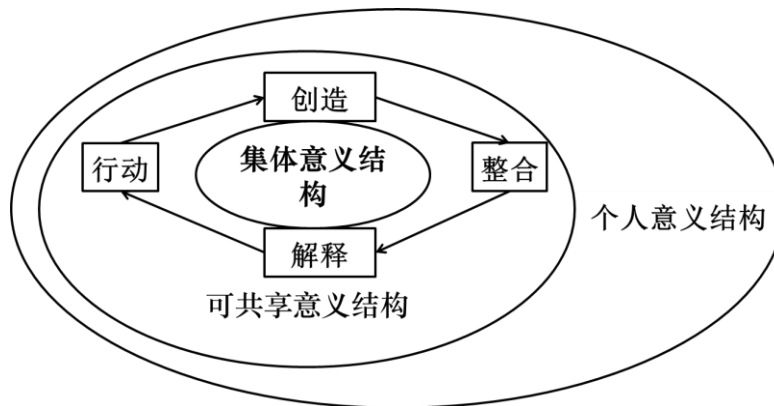 创造
行动
集体意义结
构
整合
个人意义结构
解释
可共享意义结构